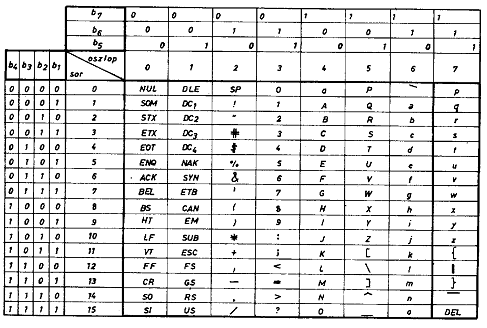 b7 0 0 0 0 1 1 1 1
b6 0 0 1 1 0 0 1 1
b5 0 1 0 1 0 1 0 1
b4 b3 b2 b1 oszlop sor 0 1 2 3 4 5 6 7
0 0 0 0 0 NUL DLE SP 0 a P ` p
0 0 0 1 1 SOM DC1 ! 1 A Q a q
0 0 1 0 2 STX DC2 " 2 B R b r
0 0 1 1 3 ETX DC3 # 3 C S c s
0 1 0 0 4 EOT DC4 $ 4 D T d t
0 1 0 1 5 ENQ NAK % 5 E U e u
0 1 1 0 6 ACK SYN & 6 F V f v
0 1 1 1 7 BEL ETB ' 7 G W g w
1 0 0 0 8 BS CAN ( 8 H X h x
1 0 0 1 9 HT EM ) 9 I Y i y
1 0 1 0 10 LF SUB * : J Z j z
1 0 1 1 11 VT ESC + ; K [ k {
1 1 0 0 12 FF FS , < L \ l |
1 1 0 1 13 CR GS — = M ] m }
1 1 1 0 14 SO RS . > N ^ n —
1 1 1 1 15 SI US / ? O _ o DEL